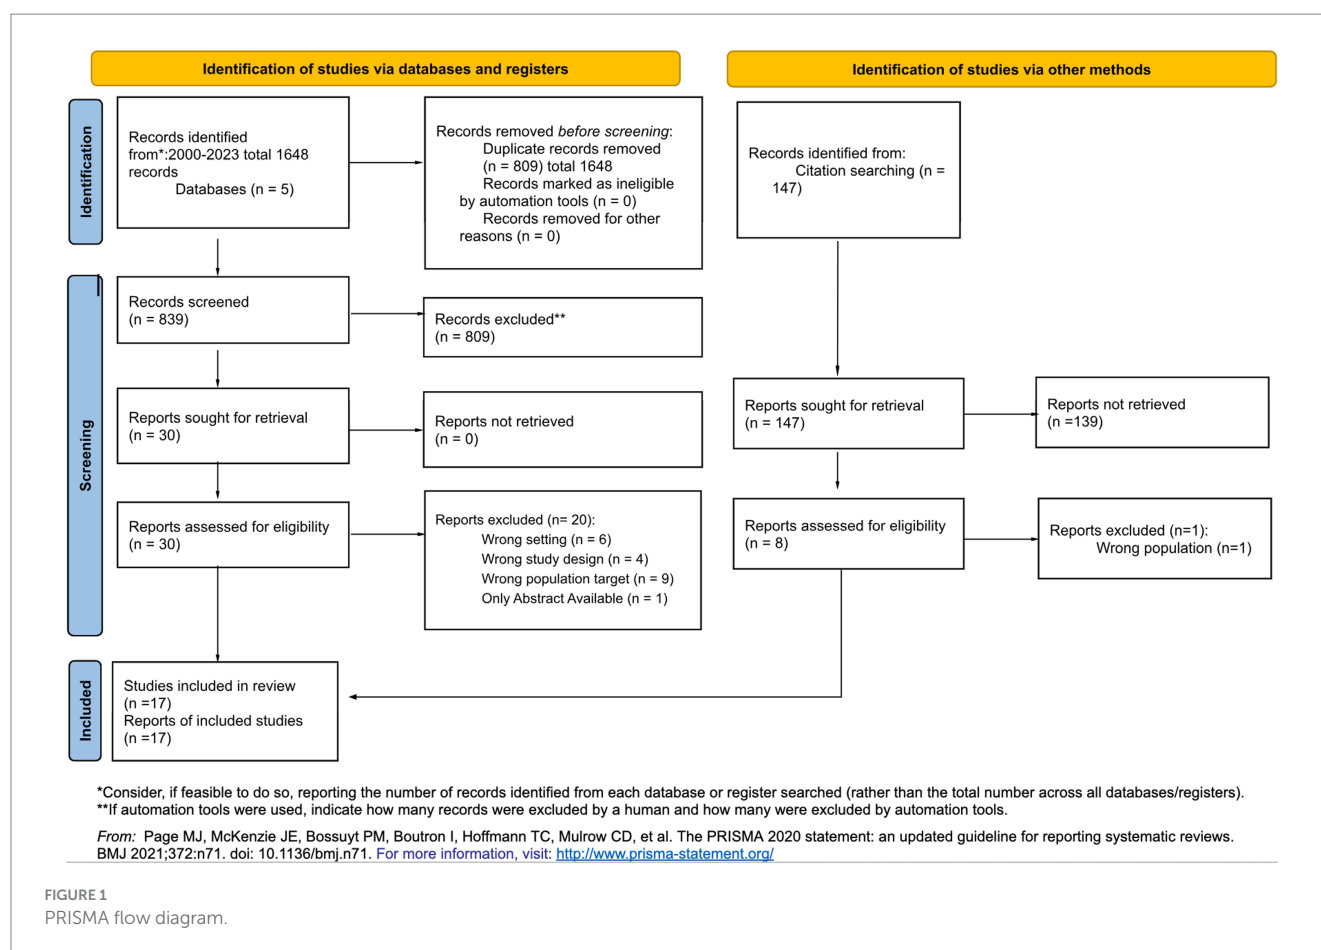 Identification of studies via databases and registers
Identification of studies via other methods
Identification
Records identified
from*:2000-2023 total 1648
records
Databases (n = 5)
Records removed before screening:
Duplicate records removed
(n = 809) total 1648
Records marked as ineligible
by automation tools (n = 0)
Records removed for other
reasons (n = 0)
Records identified from:
Citation searching (n =
147)
Screening
Records screened
(n = 839)
Records excluded**
(n = 809)
Reports sought for retrieval
(n = 30)
Reports not retrieved
(n = 0)
Reports sought for retrieval
(n = 147)
Reports not retrieved
(n =139)
Reports assessed for eligibility
(n = 30)
Reports excluded (n= 20):
Wrong setting (n = 6)
Wrong study design (n = 4)
Wrong population target (n = 9)
Only Abstract Available (n = 1)
Reports assessed for eligibility
(n = 8)
Reports excluded (n=1):
Wrong population (n=1)
Included
Studies included in review
(n =17)
Reports of included studies
(n =17)
*Consider, if feasible to do so, reporting the number of records identified from each database or register searched (rather than the total number across all databases/registers).
**If automation tools were used, indicate how many records were excluded by a human and how many were excluded by automation tools.
From: Page MJ, McKenzie JE, Bossuyt PM, Boutron I, Hoffmann TC, Mulrow CD, et al. The PRISMA 2020 statement: an updated guideline for reporting systematic reviews.
BMJ 2021;372:n71. doi: 10.1136/bmj.n71. For more information, visit: http://www.prisma-statement.org/
FIGURE 1
PRISMA flow diagram.